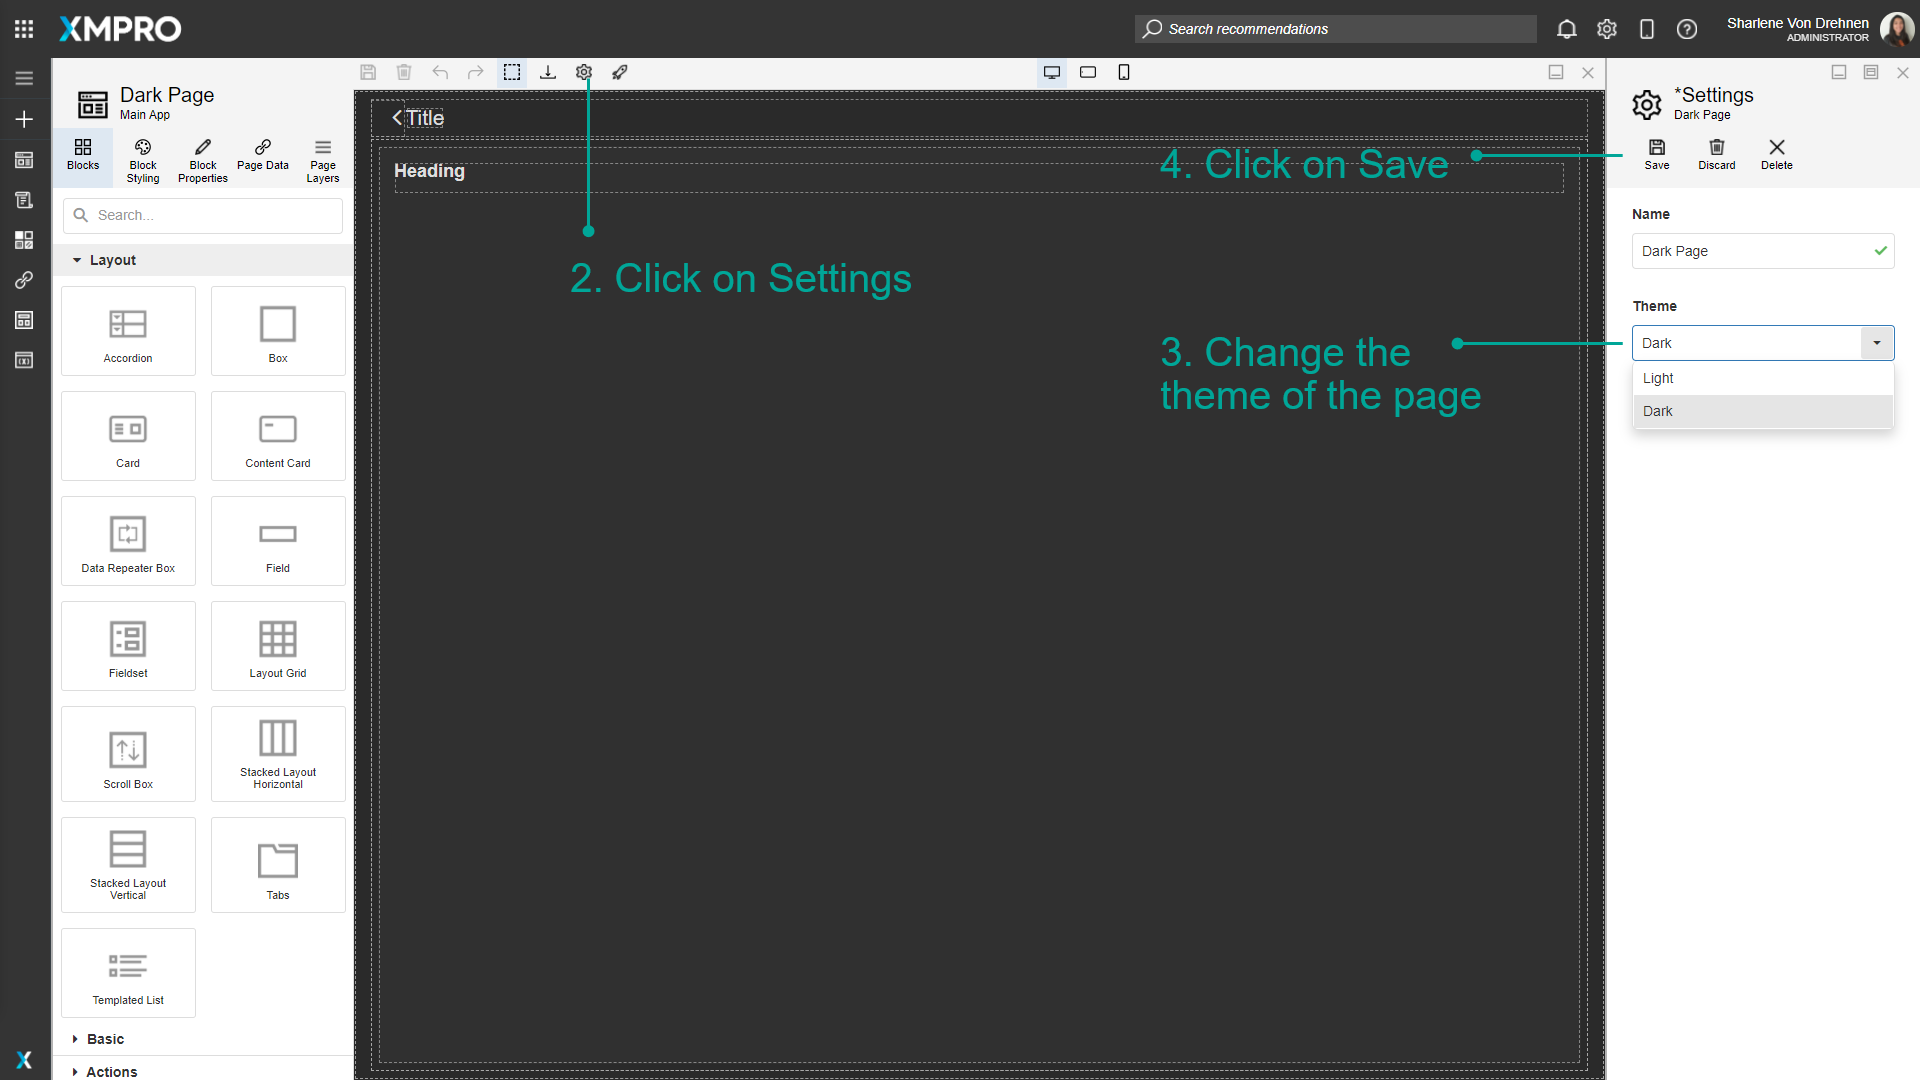 XMPRO
Search recommendations
Sharlene Von Drehnen
ADMINISTRATOR
Dark Page
Main App
Blocks
Block
Styling
Block
Properties
Page Data
Page
Layers
Search...
Layout
Accordion
Box
Card
Content Card
Data Repeater Box
Field
Fieldset
Layout Grid
Scroll Box
Stacked Layout
Horizontal
Stacked Layout
Vertical
Tabs
Templated List
Basic
Actions
Title
Heading
2. Click on Settings
4. Click on Save
3. Change the
theme of the page
*Settings
Dark Page
Save
Discard
Delete
Name
Dark Page
Theme
Dark
Light
Dark